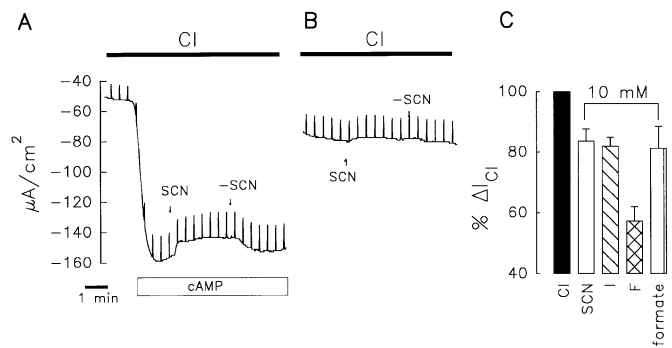 A
Cl
−40
−60
−80
−100
−120
−140
−160
μA/cm²
SCN
−SCN
cAMP
1 min
B
Cl
−SCN
SCN
C
10 mM
100
80
60
40
% ΔI_Cl
Cl
SCN
I
F
formate